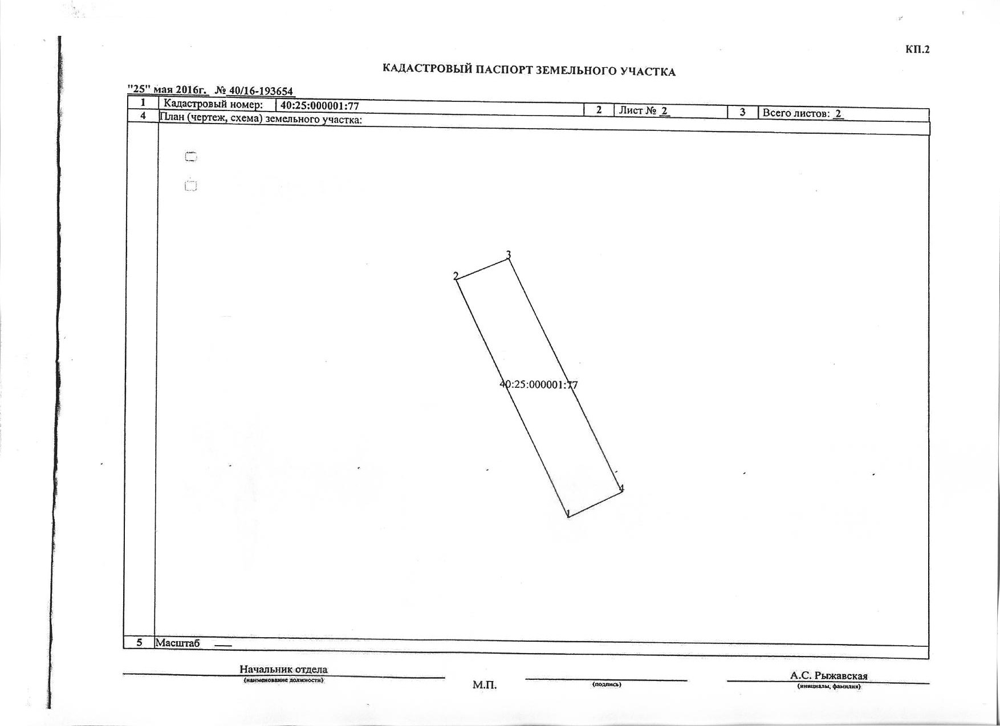 КП.2
КАДАСТРОВЫЙ ПАСПОРТ ЗЕМЕЛЬНОГО УЧАСТКА
"25" мая 2016г. № 40/16-193654
1 Кадастровый номер: 40:25:000001:77 2 Лист № 2 3 Всего листов: 2
4 План (чертеж, схема) земельного участка:
3
2
40:25:000001:77
4
1
5 Масштаб
Начальник отдела
(наименование должности)
М.П.
(подпись)
А.С. Рыжавская
(инициалы, фамилия)